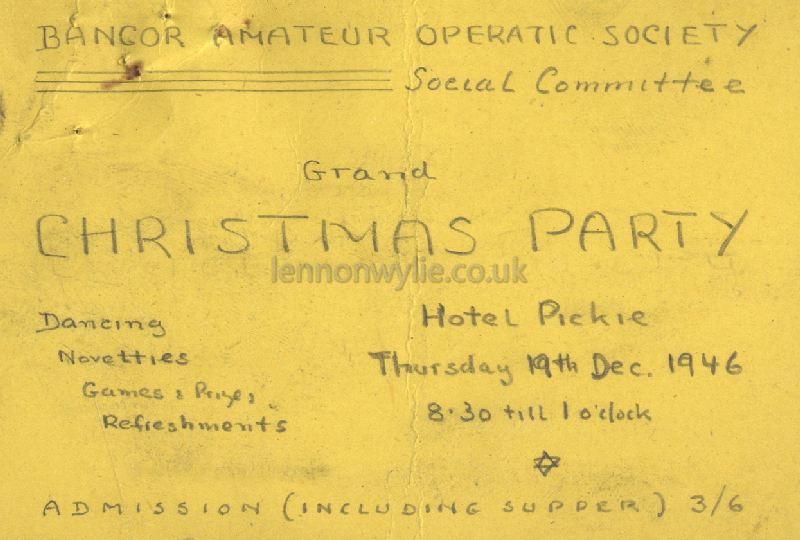 BANGOR AMATEUR OPERATIC SOCIETY
Social Committee
Grand
CHRISTMAS PARTY
lennonwylie.co.uk
Dancing
Novelties
Games & Prizes
Refreshments
Hotel Pickie
Thursday 19th Dec. 1946
8.30 till 1 o'clock
ADMISSION (INCLUDING SUPPER) 3/6